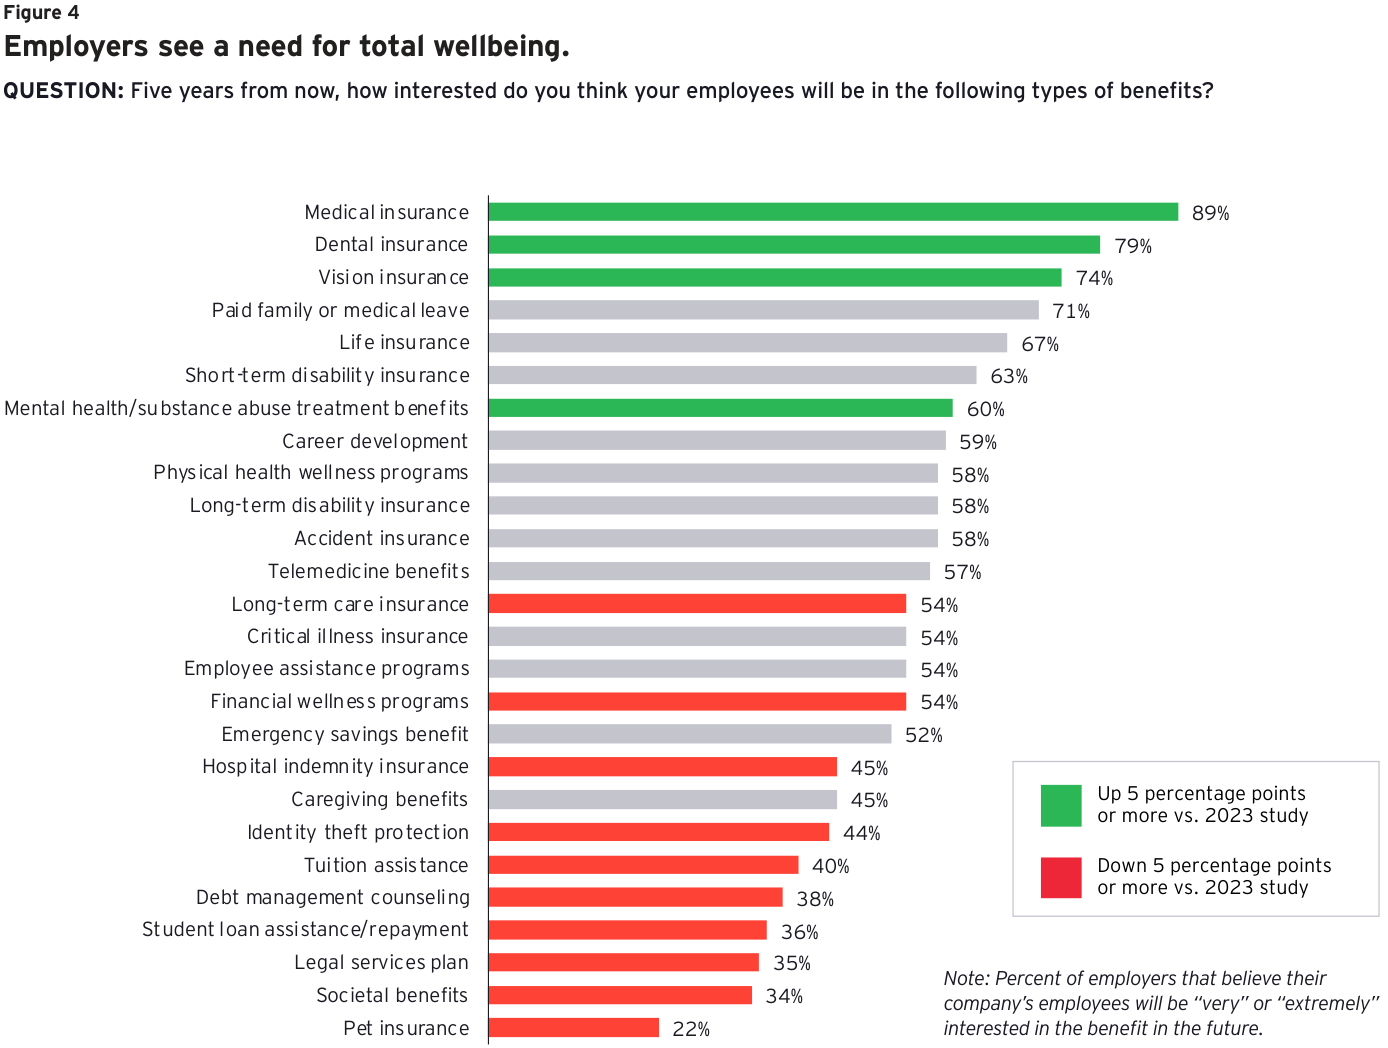 Figure 4
Employers see a need for total wellbeing.
QUESTION: Five years from now, how interested do you think your employees will be in the following types of benefits?
Medical insurance 89%
Dental insurance 79%
Vision insurance 74%
Paid family or medical leave 71%
Life insurance 67%
Short-term disability insurance 63%
Mental health/substance abuse treatment benefits 60%
Career development 59%
Physical health wellness programs 58%
Long-term disability insurance 58%
Accident insurance 58%
Telemedicine benefits 57%
Long-term care insurance 54%
Critical illness insurance 54%
Employee assistance programs 54%
Financial wellness programs 54%
Emergency savings benefit 52%
Hospital indemnity insurance 45%
Caregiving benefits 45%
Identity theft protection 44%
Tuition assistance 40%
Debt management counseling 38%
Student loan assistance/repayment 36%
Legal services plan 35%
Societal benefits 34%
Pet insurance 22%
Up 5 percentage points
or more vs. 2023 study
Down 5 percentage points
or more vs. 2023 study
Note: Percent of employers that believe their
company’s employees will be “very” or “extremely”
interested in the benefit in the future.